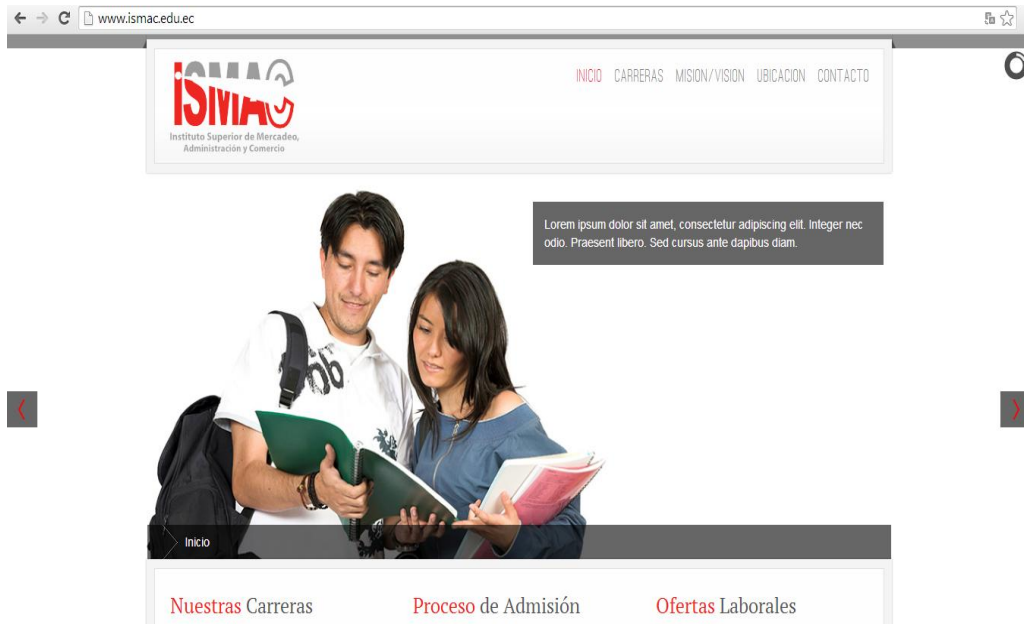 www.ismac.edu.ec
iSMAC
Instituto Superior de Mercadeo,
Administración y Comercio
INICIO CARRERAS MISION/VISION UBICACION CONTACTO
Lorem ipsum dolor sit amet, consectetur adipiscing elit. Integer nec
odio. Praesent libero. Sed cursus ante dapibus diam.
Inicio
Nuestras Carreras
Proceso de Admisión
Ofertas Laborales